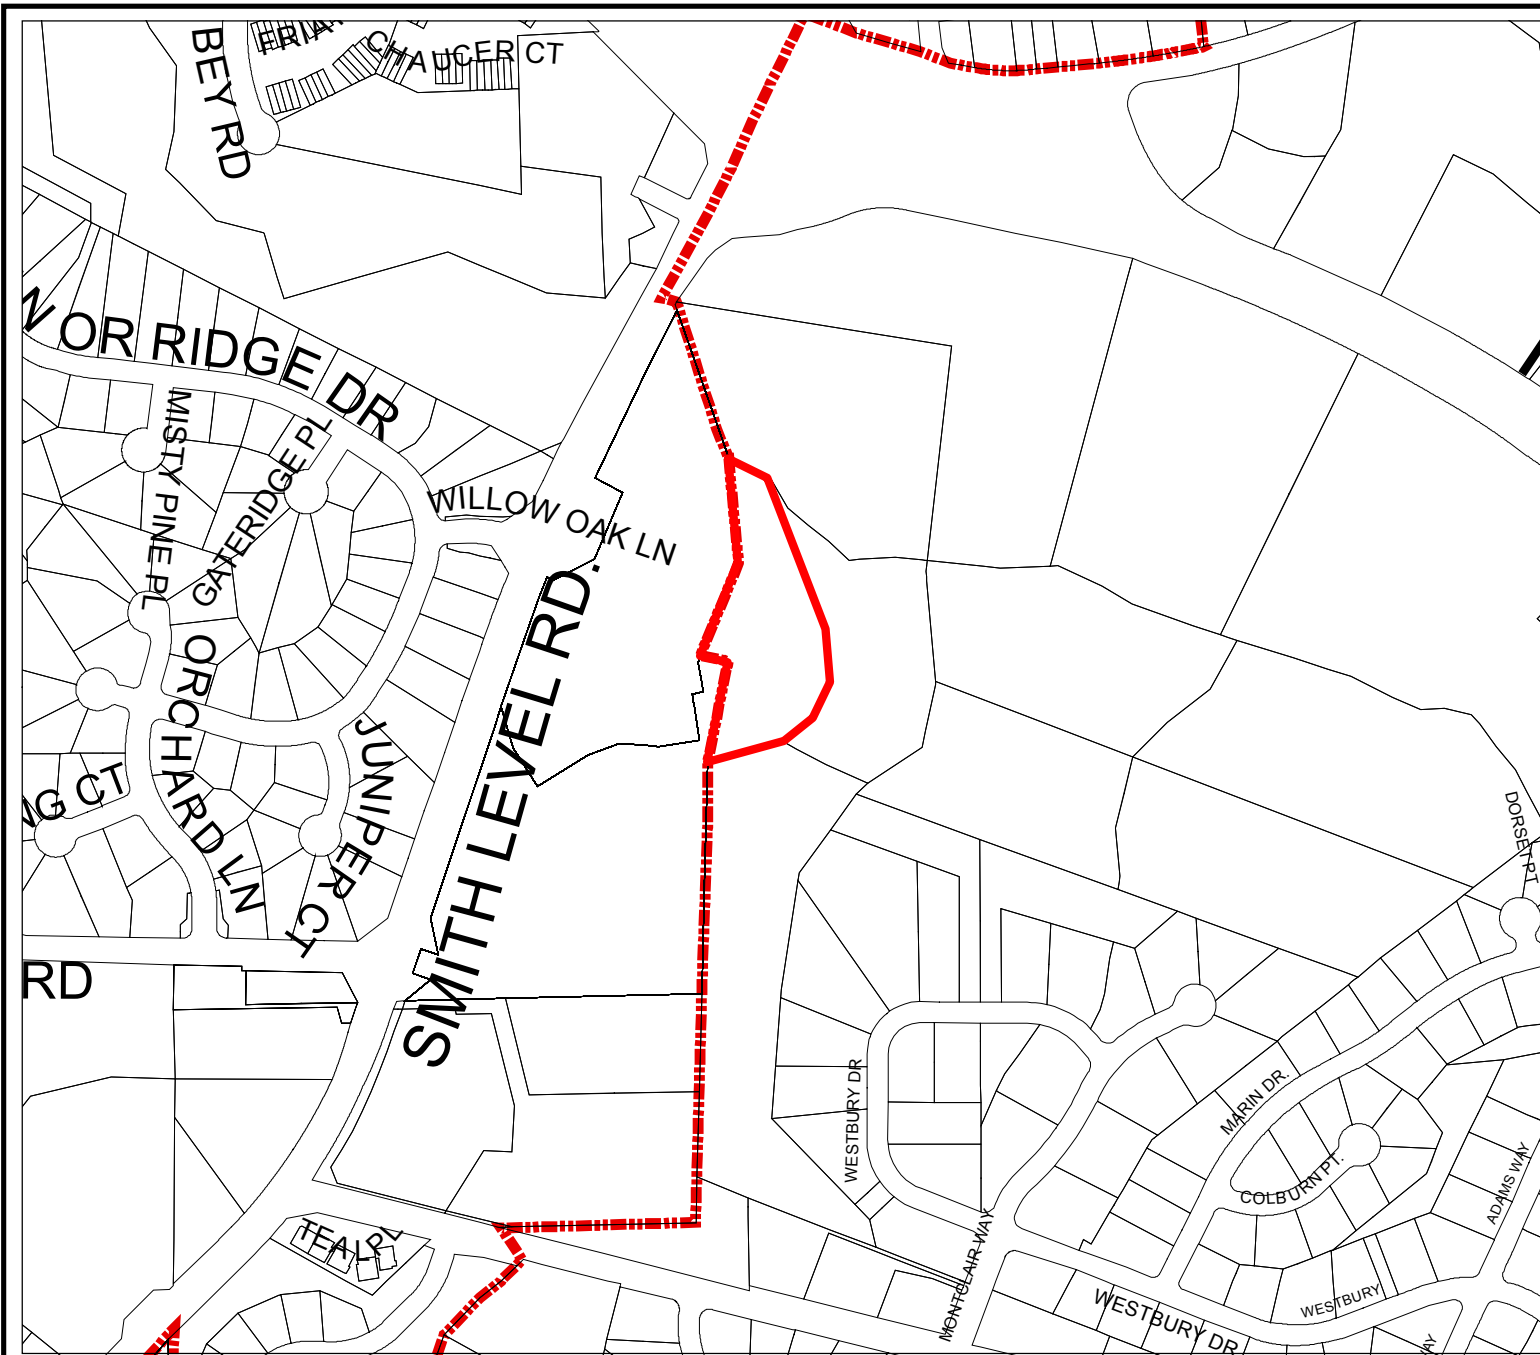 BEY RD
CHAUCER CT
OR RIDGE DR
MISTY PINE PL
GATERIDGE PL
WILLOW OAK LN
SMITH LEVEL RD.
ORCHARD LN
JUNIPER CT
NG CT
RD
TEAL PL
DORSET PT
WESTBURY DR
MARIN DR.
COLBURN PT.
ADAMS WAY
MONTCLAIR WAY
WESTBURY DR
WESTBURY